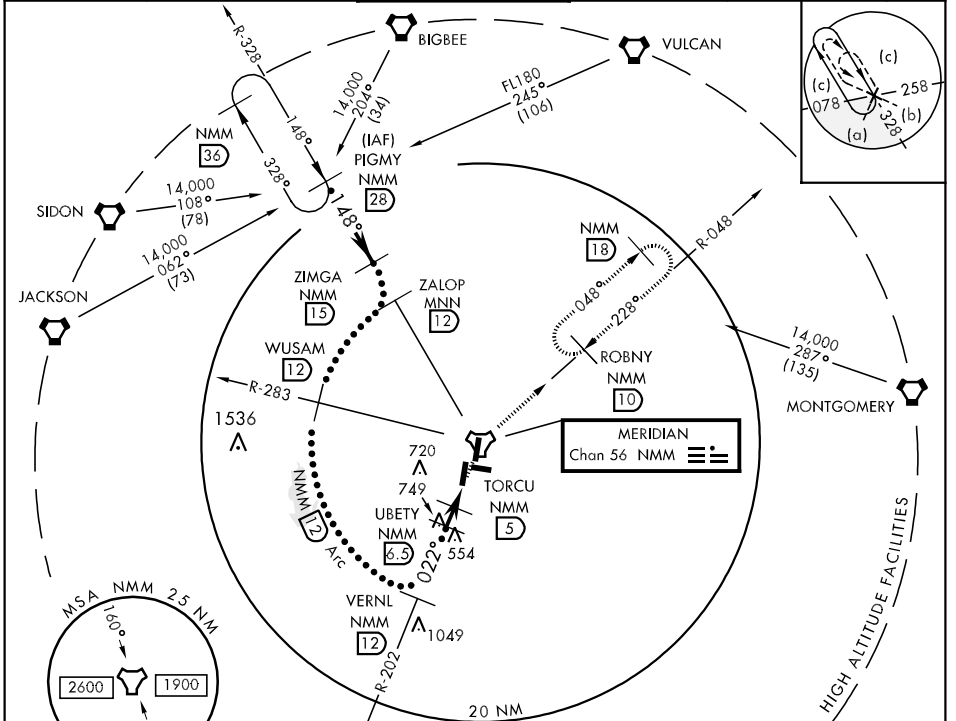 R-328
BIGBEE
VULCAN
14,000
204°
(34)
FL180
245°
(106)
(c)
(c)
258
078
(b)
(a)
328
NMM
36
148°
328°
(IAF)
PIGMY
NMM
28
148°
SIDON
14,000
108°
(78)
14,000
062°
(73)
JACKSON
NMM
18
R-048
048°
228°
ZIMGA
NMM
15
ZALOP
MNN
12
WUSAM
12
R-283
ROBNY
NMM
10
14,000
287°
(135)
MONTGOMERY
1536
MERIDIAN
Chan 56 NMM
720
749
TORCU
NMM
5
UBETY
NMM
6.5
554
NMM 12 Arc
022°
VERNL
NMM
12
1049
R-202
MSA NMM 25 NM
160°
2600
1900
20 NM
HIGH ALTITUDE FACILITIES